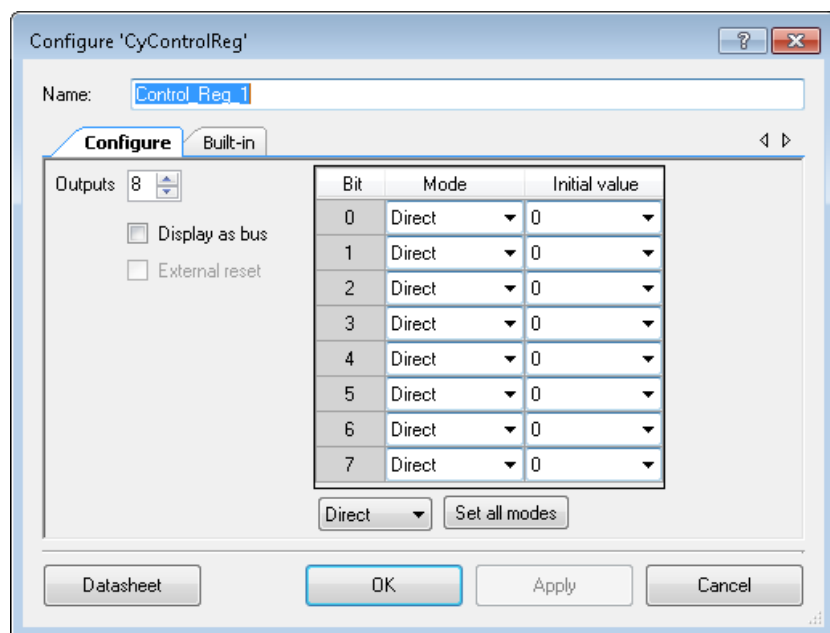 Configure 'CyControlReg'
Name: Control_Reg_1
Configure Built-in
Outputs 8
Display as bus
External reset
Bit Mode Initial value
0 Direct 0
1 Direct 0
2 Direct 0
3 Direct 0
4 Direct 0
5 Direct 0
6 Direct 0
7 Direct 0
Direct Set all modes
Datasheet OK Apply Cancel